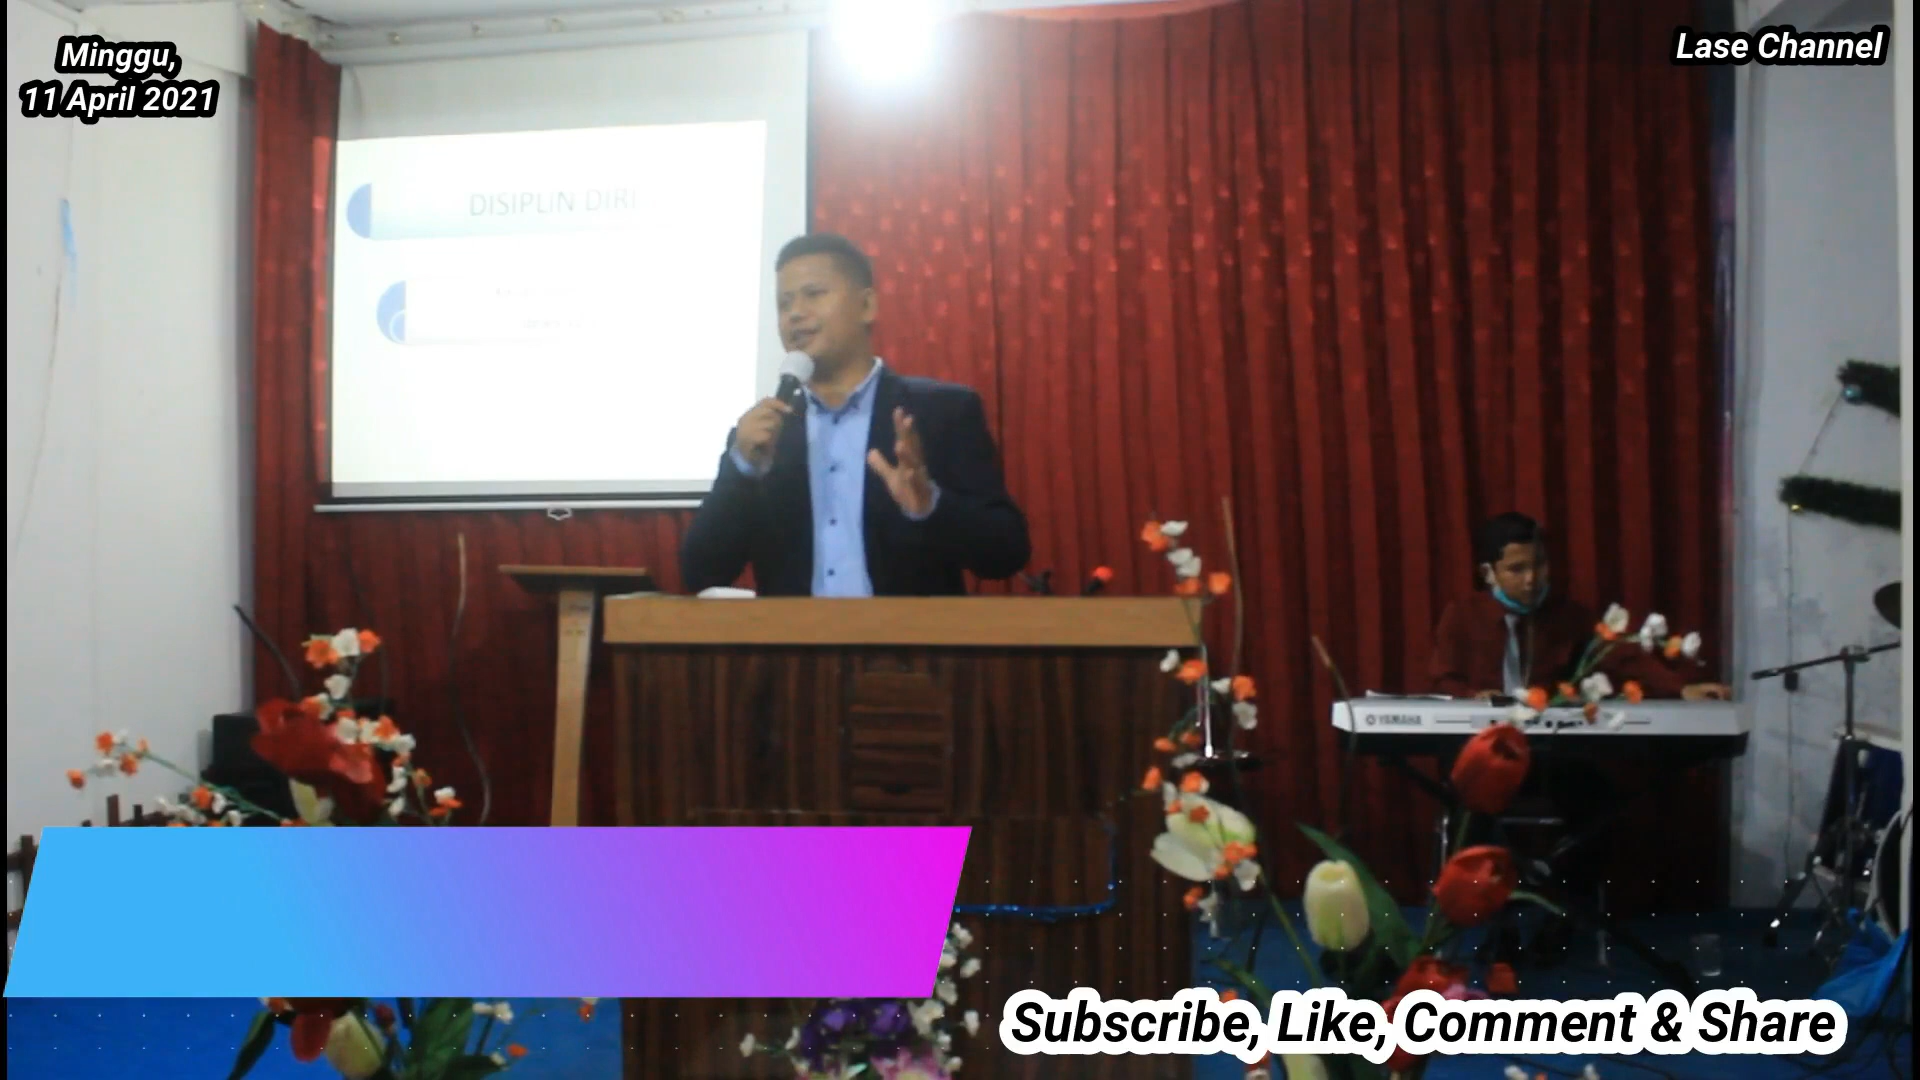 Minggu,
11 April 2021
Lase Channel
DISIPLIN DIRI
YAMAHA
Subscribe, Like, Comment & Share